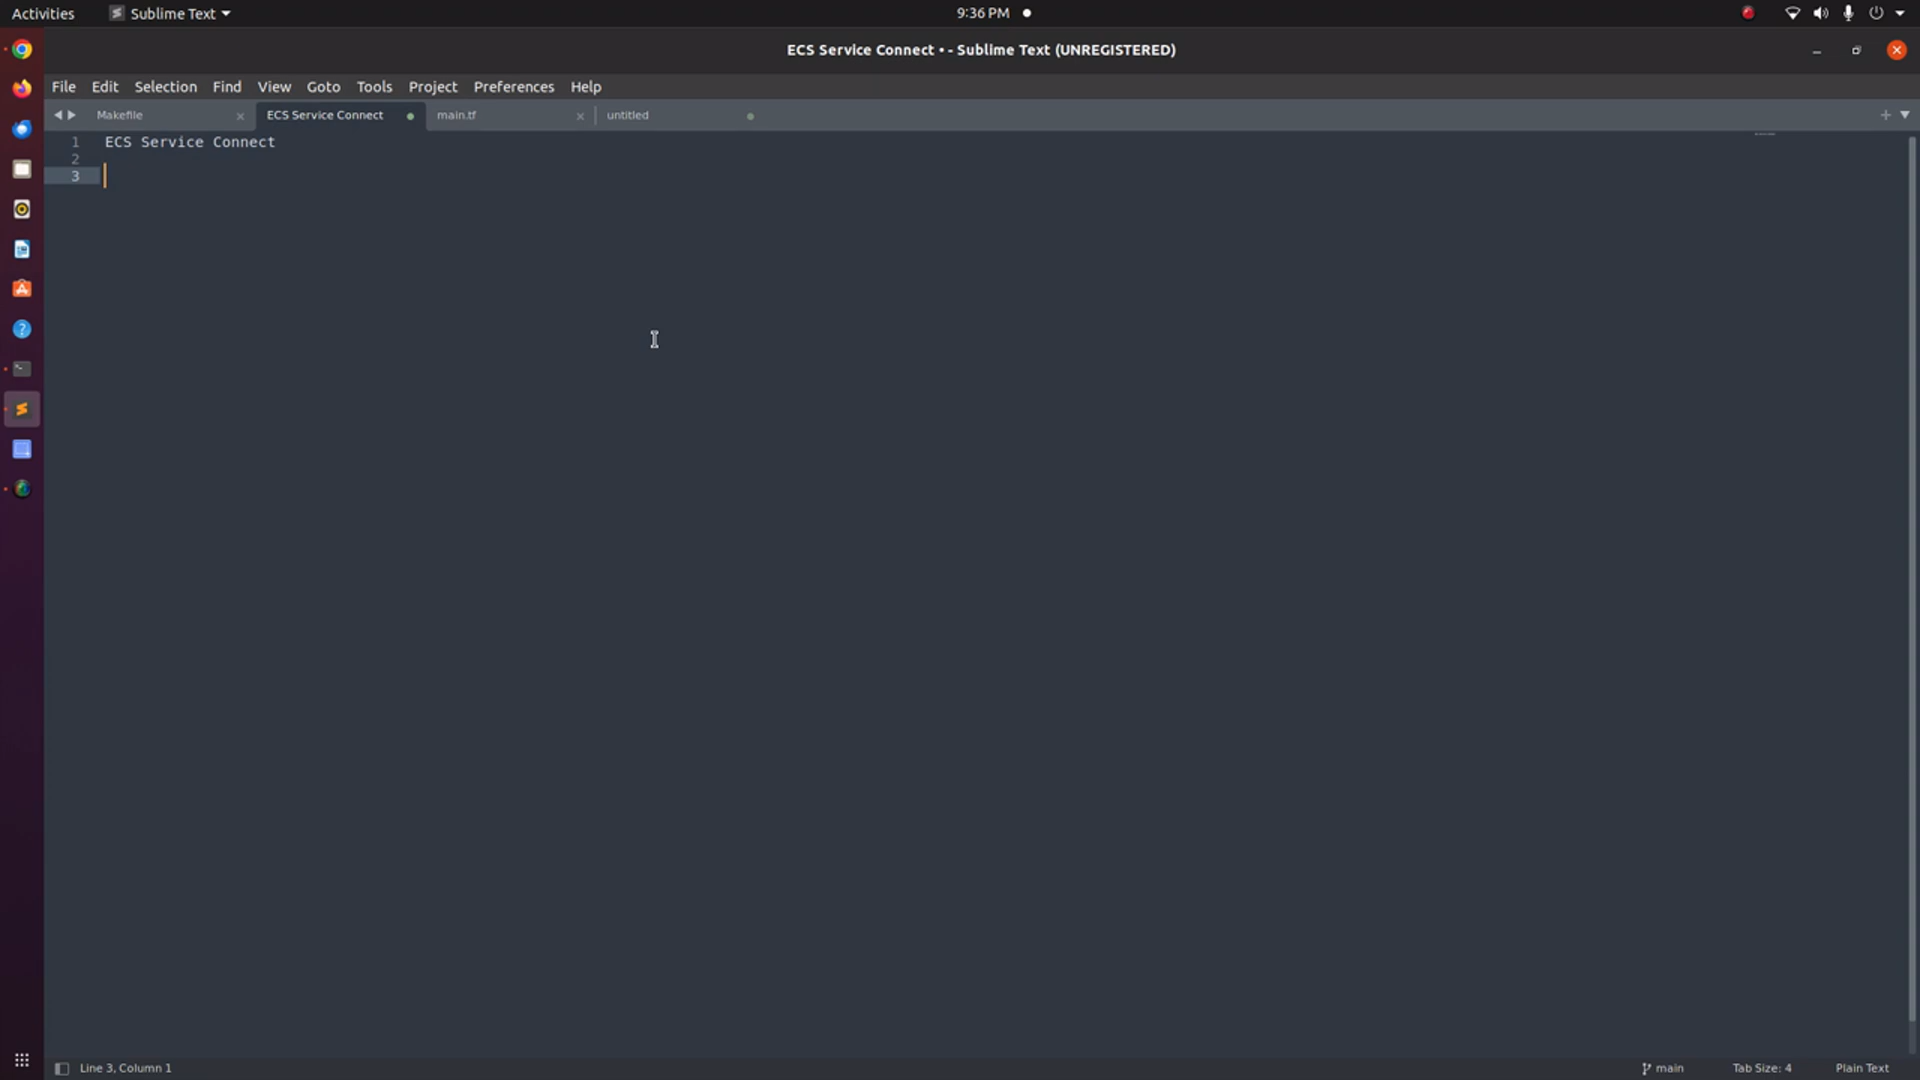 Activities
Sublime Text
9:36 PM
ECS Service Connect • - Sublime Text (UNREGISTERED)
File Edit Selection Find View Goto Tools Project Preferences Help
Makefile
ECS Service Connect
main.tf
untitled
1 ECS Service Connect
2
3
Line 3, Column 1
main
Tab Size: 4
Plain Text